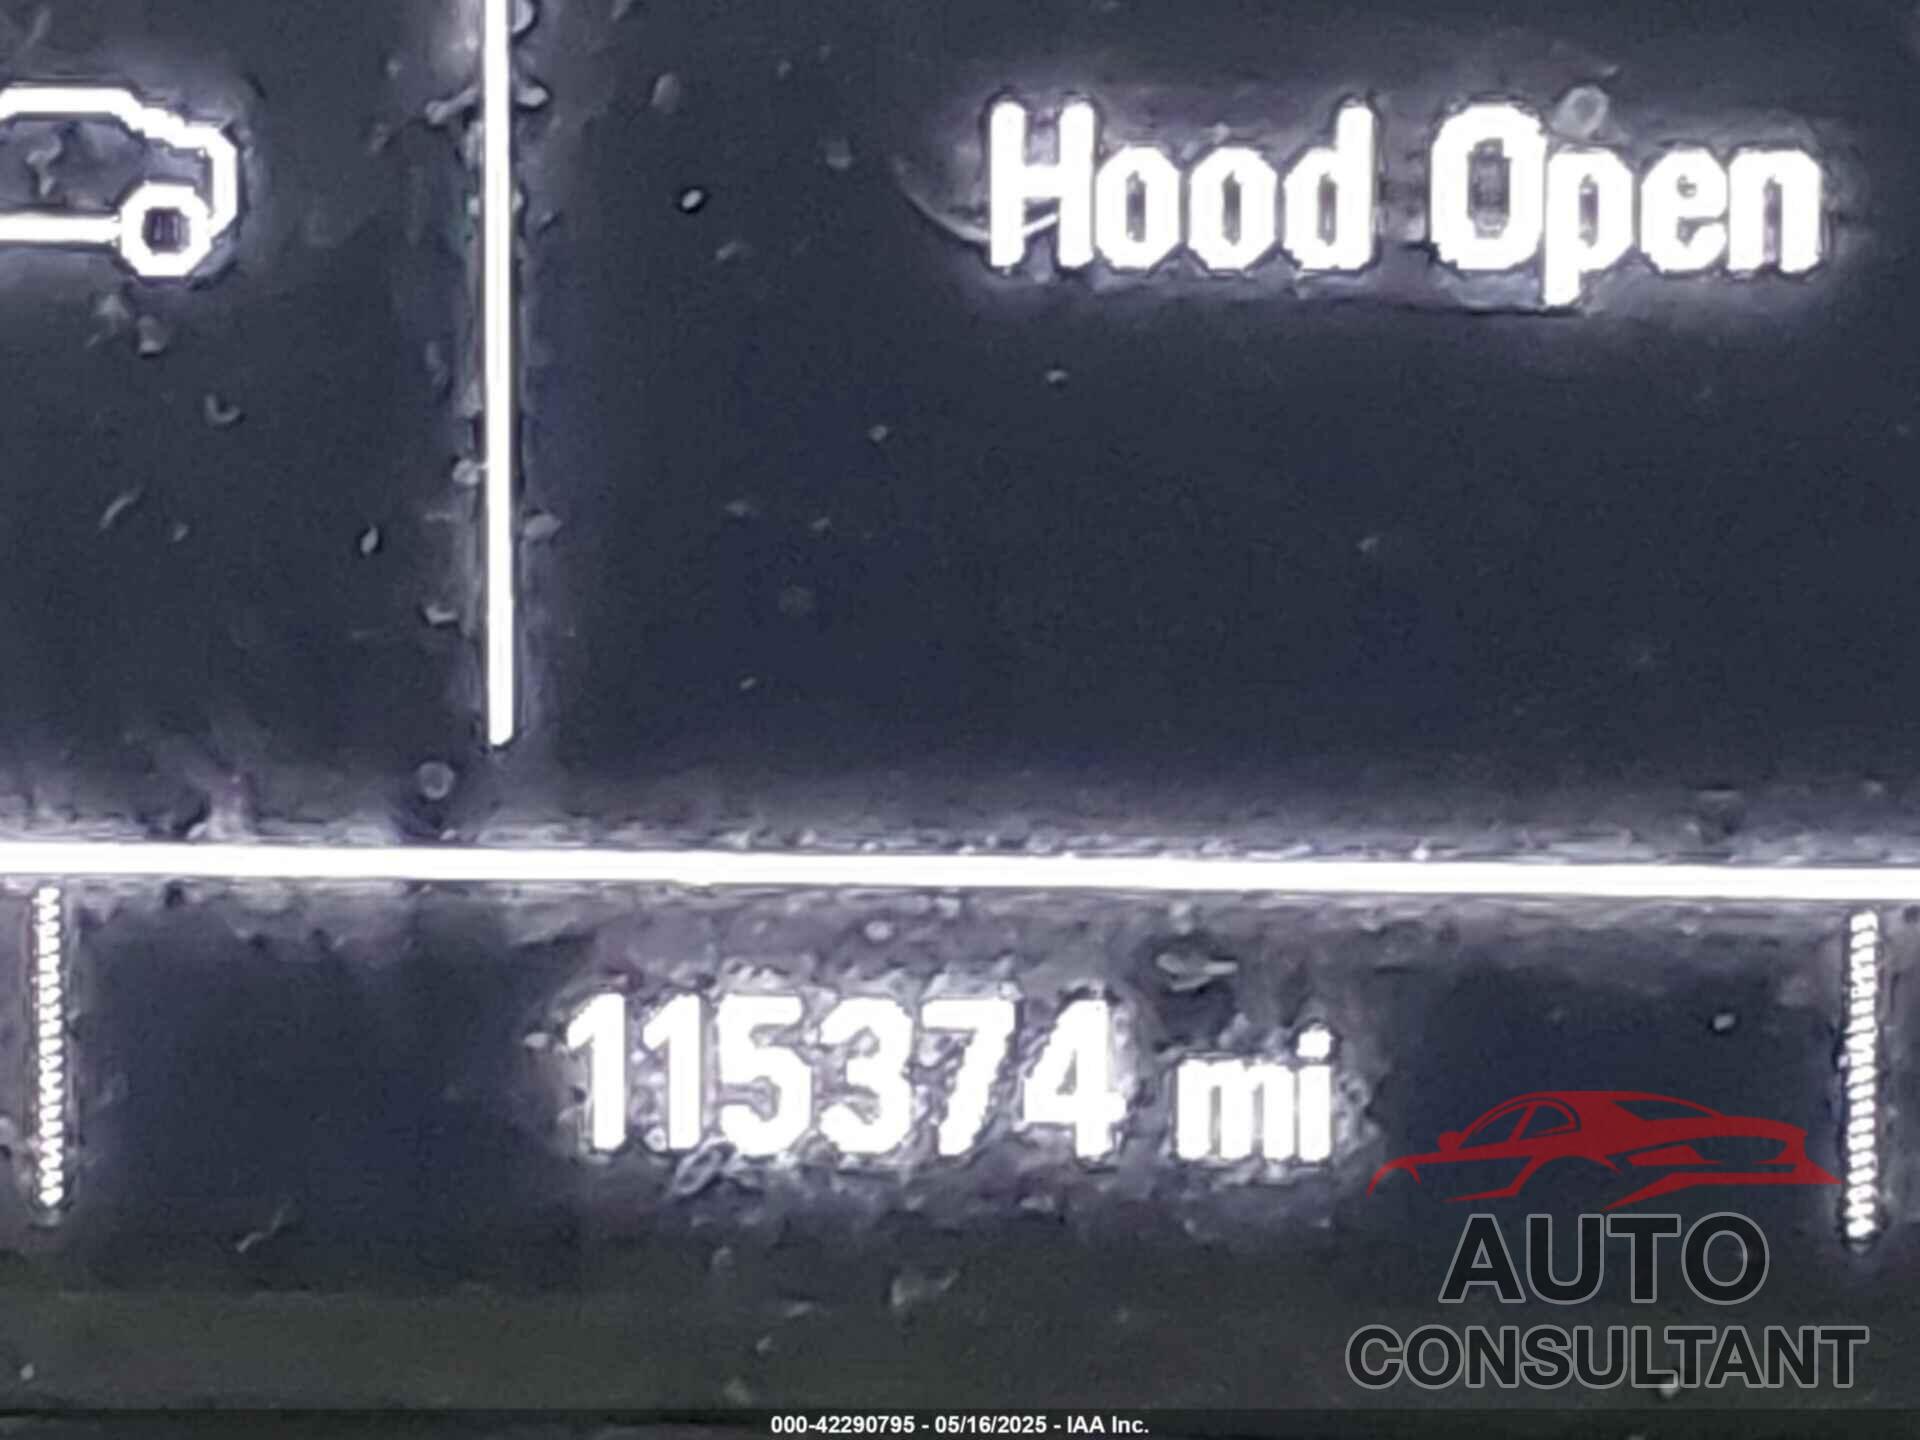 Hood Open
115374 mi
AUTO
CONSULTANT
000-42290795 - 05/16/2025 - IAA Inc.